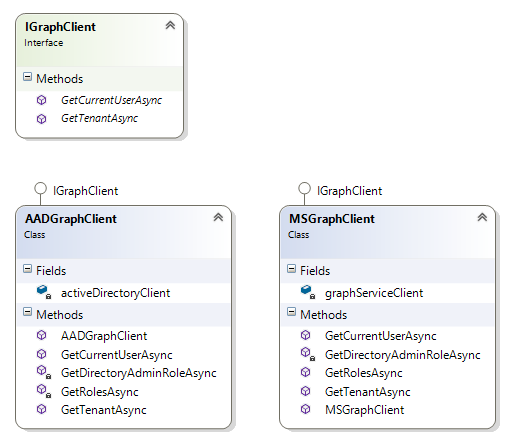 IGraphClient
Interface
Methods
GetCurrentUserAsync
GetTenantAsync
IGraphClient
AADGraphClient
Class
Fields
activeDirectoryClient
Methods
AADGraphClient
GetCurrentUserAsync
GetDirectoryAdminRoleAsync
GetRolesAsync
GetTenantAsync
IGraphClient
MSGraphClient
Class
Fields
graphServiceClient
Methods
GetCurrentUserAsync
GetDirectoryAdminRoleAsync
GetRolesAsync
GetTenantAsync
MSGraphClient